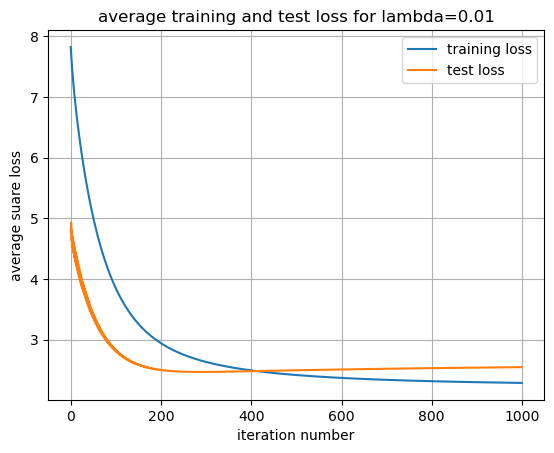 average training and test loss for lambda=0.01
training loss
test loss
average suare loss
8
7
6
5
4
3
0
200
400
600
800
1000
iteration number